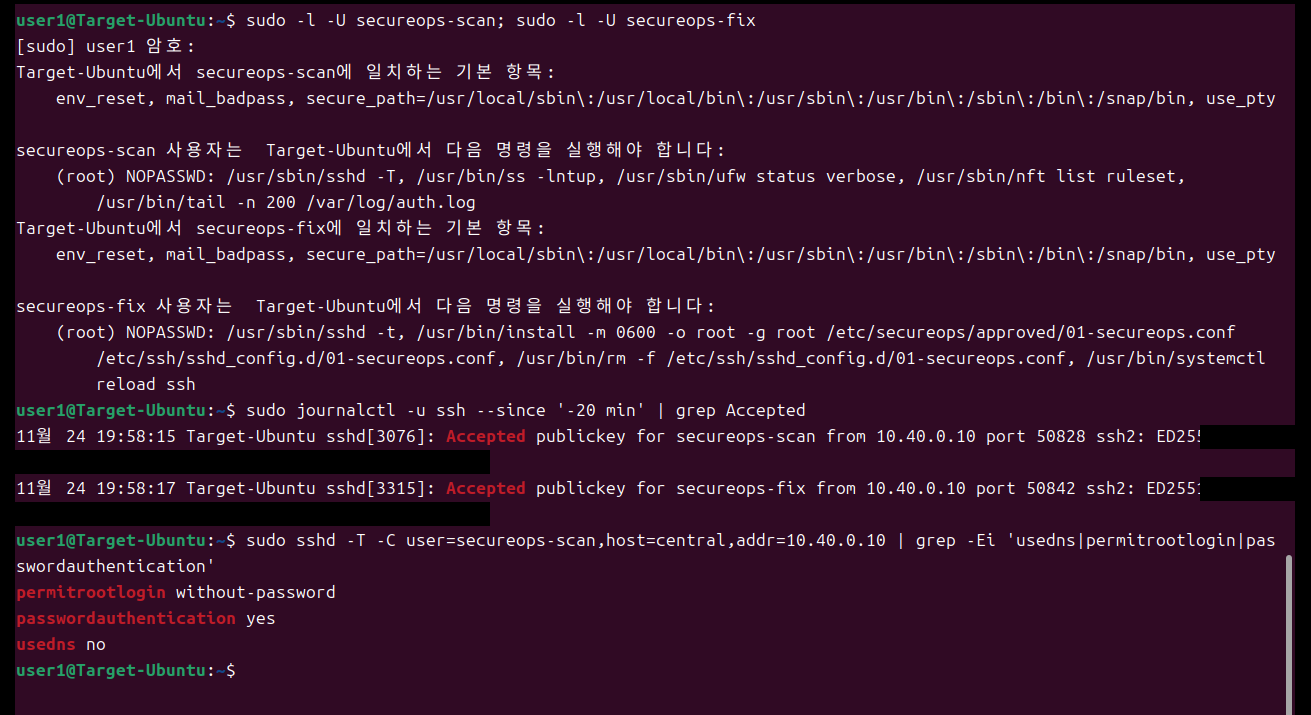 user1@Target-Ubuntu:~$ sudo -l -U secureops-scan; sudo -l -U secureops-fix
[sudo] user1 암호:
Target-Ubuntu에서 secureops-scan에 일치하는 기본 항목:
    env_reset, mail_badpass, secure_path=/usr/local/sbin\:/usr/local/bin\:/usr/sbin\:/usr/bin\:/sbin\:/bin\:/snap/bin, use_pty

secureops-scan 사용자는  Target-Ubuntu에서 다음 명령을 실행해야 합니다:
    (root) NOPASSWD: /usr/sbin/sshd -T, /usr/bin/ss -lntup, /usr/sbin/ufw status verbose, /usr/sbin/nft list ruleset,
        /usr/bin/tail -n 200 /var/log/auth.log
Target-Ubuntu에서 secureops-fix에 일치하는 기본 항목:
    env_reset, mail_badpass, secure_path=/usr/local/sbin\:/usr/local/bin\:/usr/sbin\:/usr/bin\:/sbin\:/bin\:/snap/bin, use_pty

secureops-fix 사용자는  Target-Ubuntu에서 다음 명령을 실행해야 합니다:
    (root) NOPASSWD: /usr/sbin/sshd -t, /usr/bin/install -m 0600 -o root -g root /etc/secureops/approved/01-secureops.conf
        /etc/ssh/sshd_config.d/01-secureops.conf, /usr/bin/rm -f /etc/ssh/sshd_config.d/01-secureops.conf, /usr/bin/systemctl
        reload ssh
user1@Target-Ubuntu:~$ sudo journalctl -u ssh --since '-20 min' | grep Accepted
11월 24 19:58:15 Target-Ubuntu sshd[3076]: Accepted publickey for secureops-scan from 10.40.0.10 port 50828 ssh2:
11월 24 19:58:17 Target-Ubuntu sshd[3315]: Accepted publickey for secureops-fix from 10.40.0.10 port 50842 ssh2:
user1@Target-Ubuntu:~$ sudo sshd -T -C user=secureops-scan,host=central,addr=10.40.0.10 | grep -Ei 'usedns|permitrootlogin|pas
swordauthentication'
permitrootlogin without-password
passwordauthentication yes
usedns no
user1@Target-Ubuntu:~$